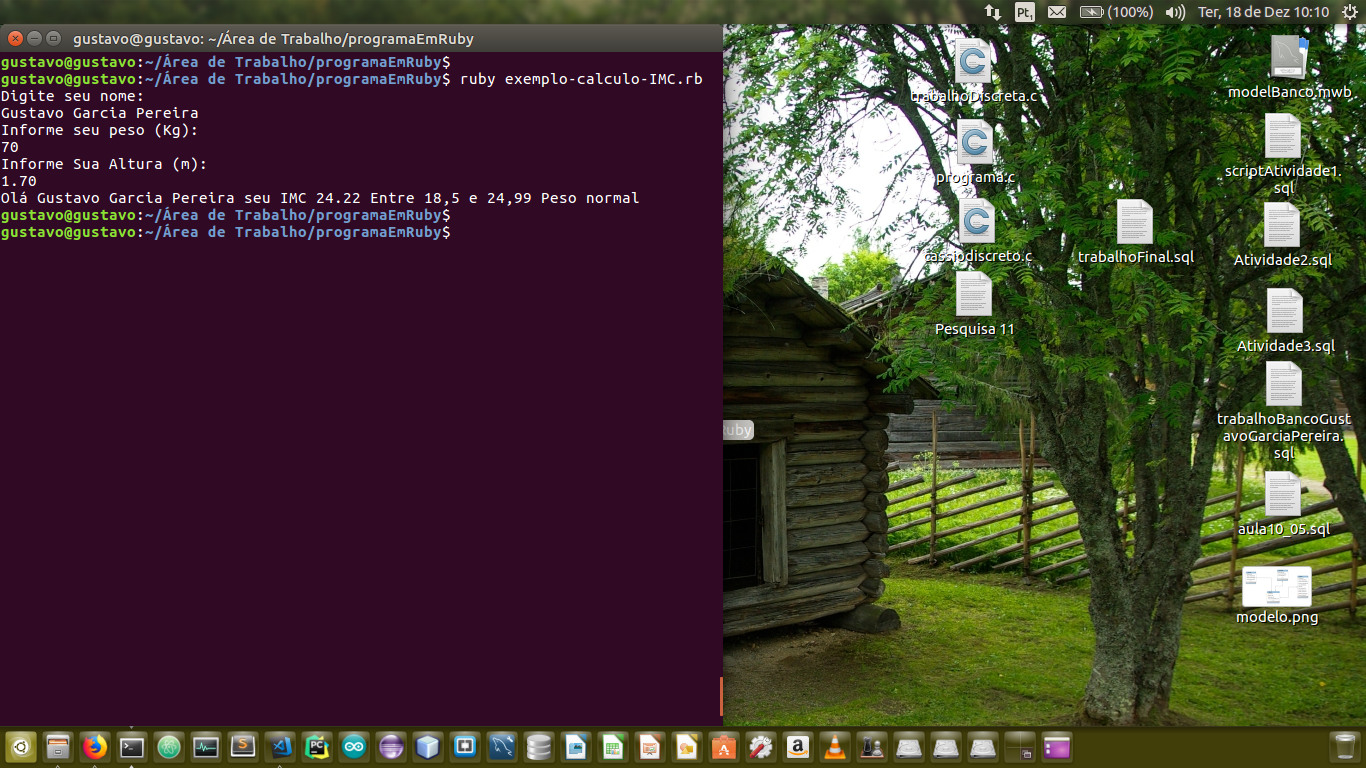 Pt1
(100%)
Ter, 18 de Dez 10:10
gustavo@gustavo: ~/Área de Trabalho/programaEmRuby
gustavo@gustavo:~/Área de Trabalho/programaEmRuby$
gustavo@gustavo:~/Área de Trabalho/programaEmRuby$ ruby exemplo-calculo-IMC.rb
Digite seu nome:
Gustavo Garcia Pereira
Informe seu peso (Kg):
70
Informe Sua Altura (m):
1.70
Olá Gustavo Garcia Pereira seu IMC 24.22 Entre 18,5 e 24,99 Peso normal
gustavo@gustavo:~/Área de Trabalho/programaEmRuby$
gustavo@gustavo:~/Área de Trabalho/programaEmRuby$
trabalhoDiscreta.c
programa.c
cassiodiscreto.c
Pesquisa 11
Ruby
trabalhoFinal.sql
modelBanco.mwb
scriptAtividade1.
sql
Atividade2.sql
Atividade3.sql
trabalhoBancoGust
avoGarciaPereira.
sql
aula10_05.sql
modelo.png